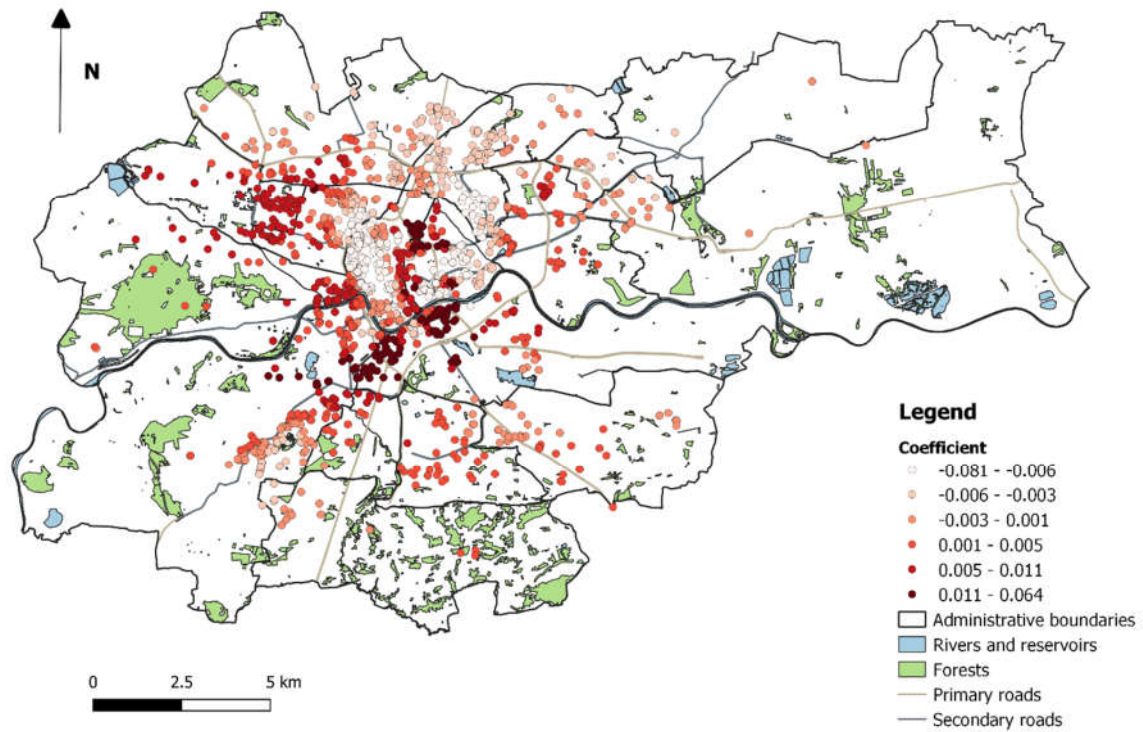 N
Legend
Coefficient
-0.081 - -0.006
-0.006 - -0.003
-0.003 - 0.001
0.001 - 0.005
0.005 - 0.011
0.011 - 0.064
Administrative boundaries
Rivers and reservoirs
Forests
Primary roads
Secondary roads
0 2.5 5 km